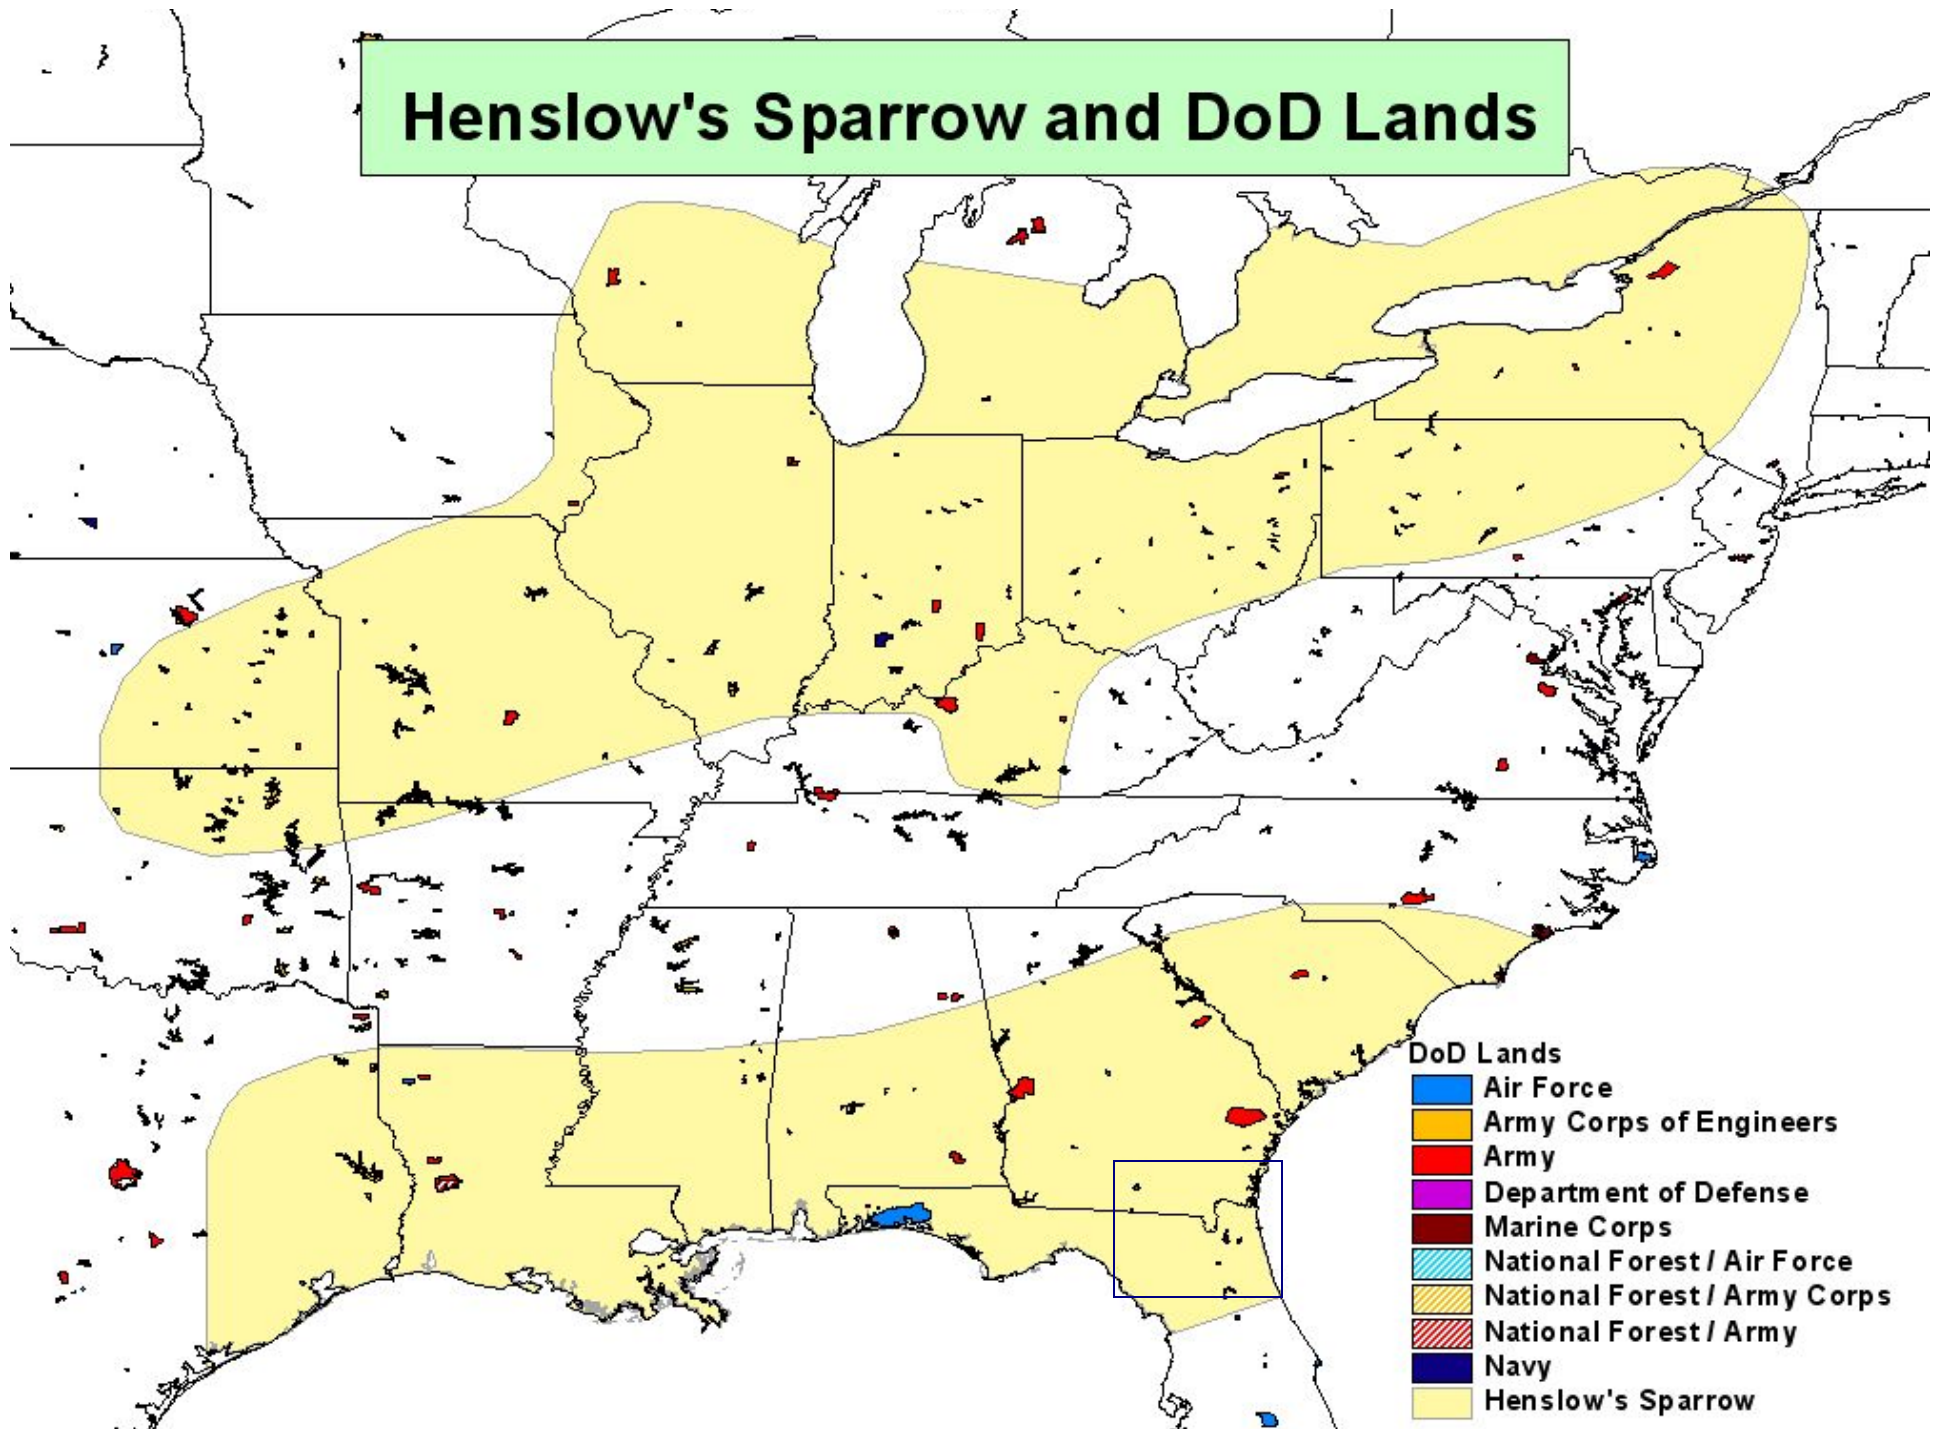 Henslow's Sparrow and DoD Lands
DoD Lands
Air Force
Army Corps of Engineers
Army
Department of Defense
Marine Corps
National Forest / Air Force
National Forest / Army Corps
National Forest / Army
Navy
Henslow's Sparrow